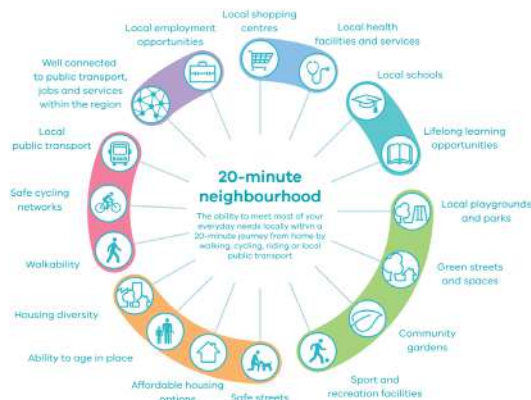 Local shopping
centres
Local health
facilities and services
Local schools
Lifelong learning
opportunities
Local playgrounds
and parks
Green streets
and spaces
Community
gardens
Sport and
recreation facilities
Safe streets
Affordable housing
options
Ability to age in place
Housing diversity
Walkability
Safe cycling
networks
Local
public transport
Well connected
to public transport,
jobs and services
within the region
Local employment
opportunities
20-minute
neighbourhood
The ability to meet most of your
everyday needs locally within a
20-minute journey from home by
walking, cycling, riding or local
public transport